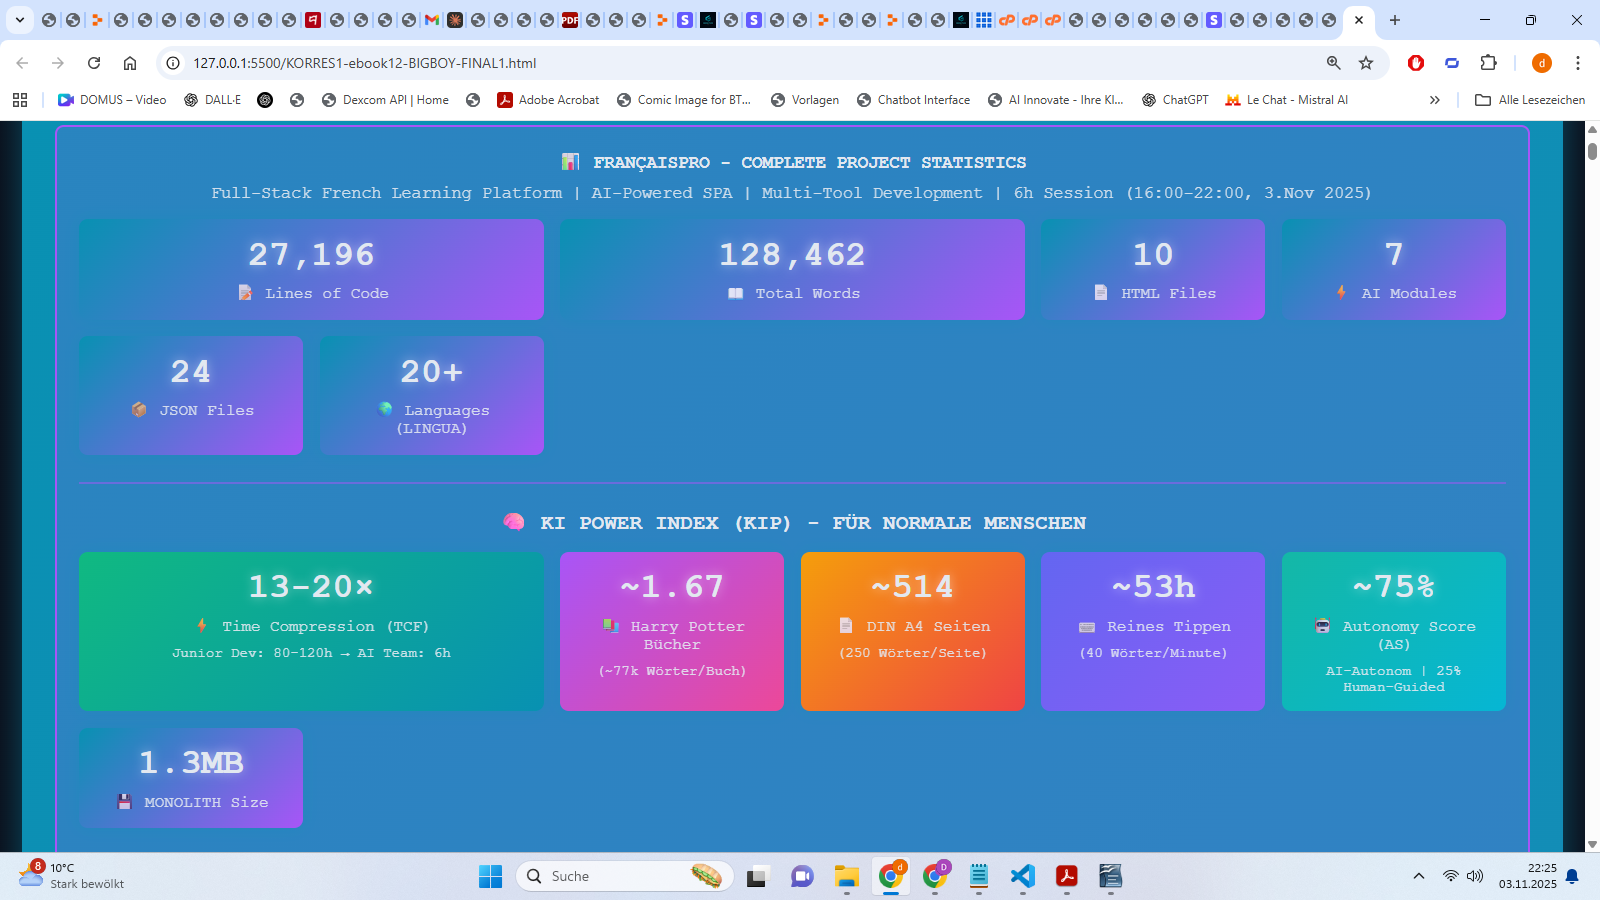 127.0.0.1:5500/KORRES1-ebook12-BIGBOY-FINAL1.html
d
DOMUS – Video
DALL·E
Dexcom API | Home
Adobe Acrobat
Comic Image for BT...
Vorlagen
Chatbot Interface
AI Innovate - Ihre KI...
ChatGPT
Le Chat - Mistral AI
Alle Lesezeichen
FRANÇAISPRO - COMPLETE PROJECT STATISTICS
Full-Stack French Learning Platform | AI-Powered SPA | Multi-Tool Development | 6h Session (16:00-22:00, 3.Nov 2025)
27,196
Lines of Code
128,462
Total Words
10
HTML Files
7
AI Modules
24
JSON Files
20+
Languages
(LINGUA)
KI POWER INDEX (KIP) - FÜR NORMALE MENSCHEN
13-20×
Time Compression (TCF)
Junior Dev: 80-120h → AI Team: 6h
~1.67
Harry Potter
Bücher
(~77k Wörter/Buch)
~514
DIN A4 Seiten
(250 Wörter/Seite)
~53h
Reines Tippen
(40 Wörter/Minute)
~75%
Autonomy Score
(AS)
AI-Autonom | 25%
Human-Guided
1.3MB
MONOLITH Size
8
10°C
Stark bewölkt
Suche
d
D
22:25
03.11.2025